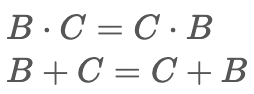 B · C = C · B
B + C = C + B